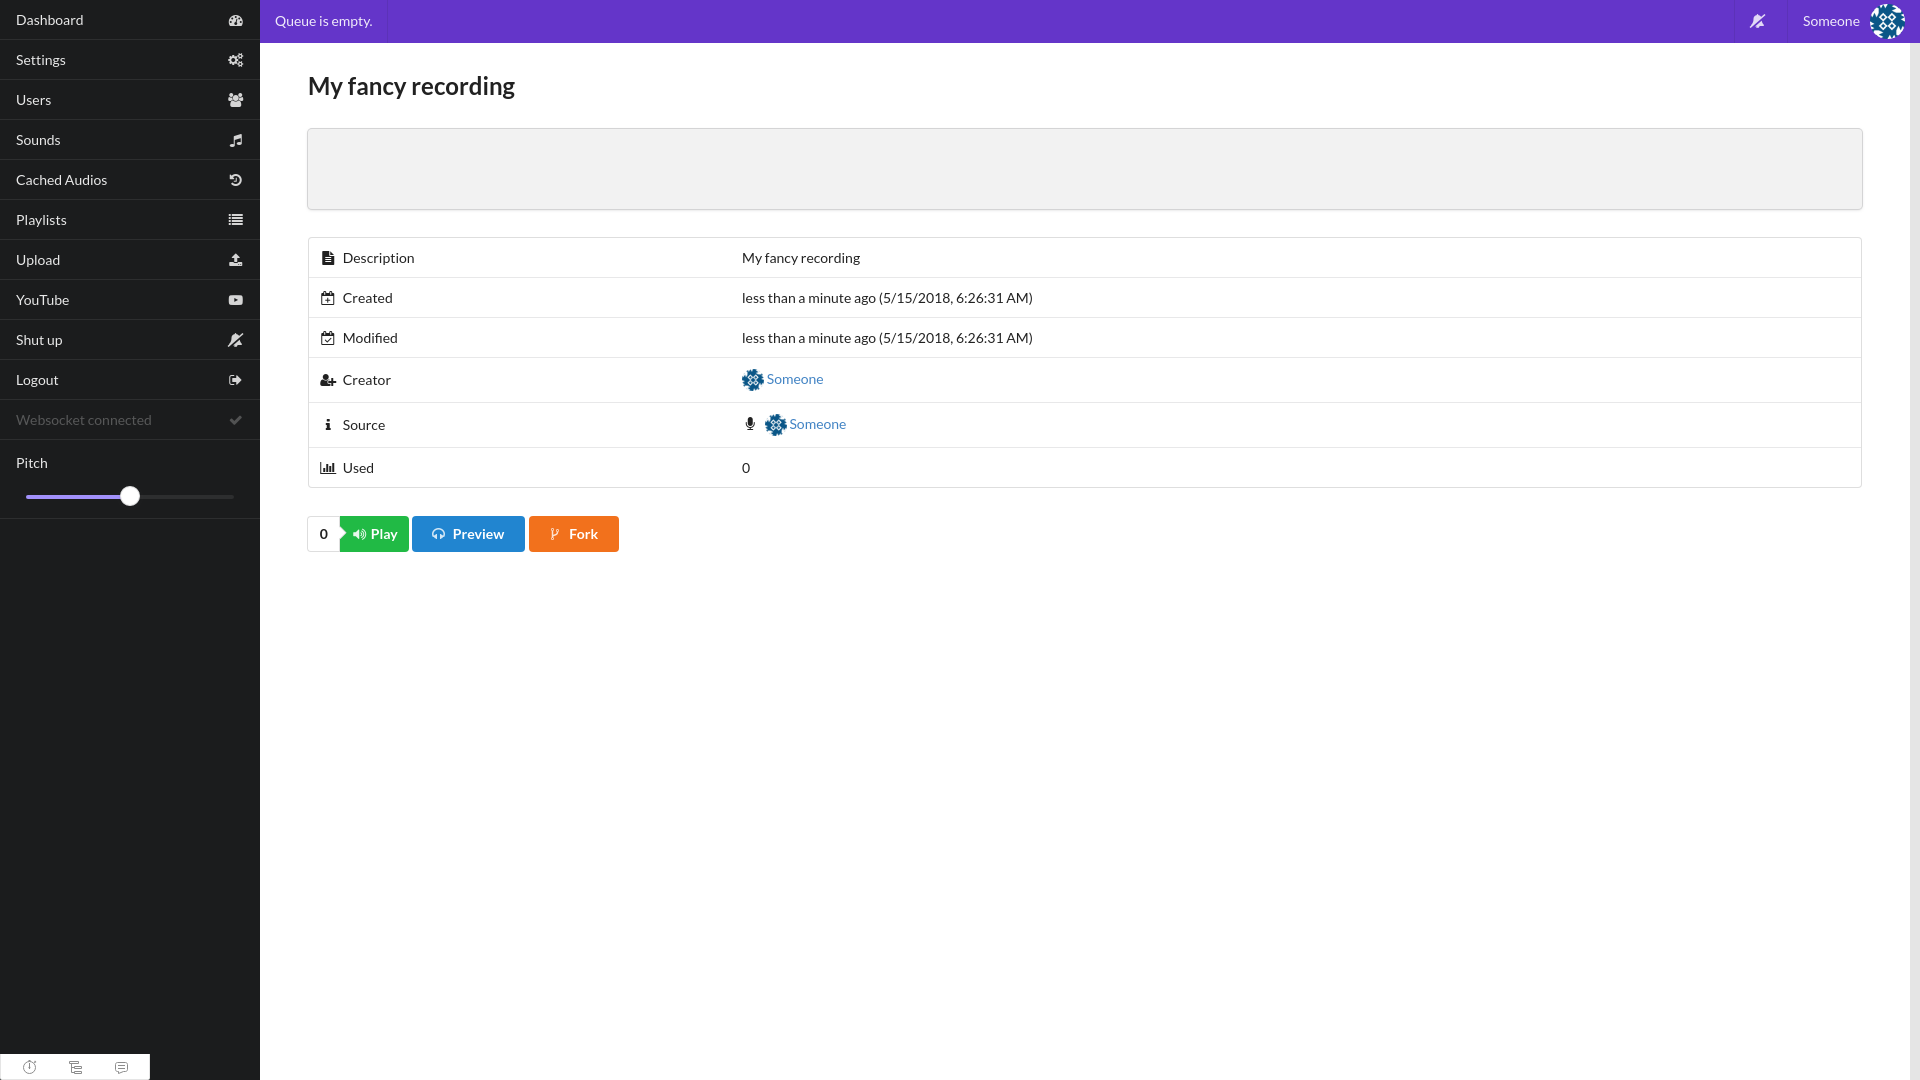 Dashboard
Settings
Users
Sounds
Cached Audios
Playlists
Upload
YouTube
Shut up
Logout
Websocket connected
Pitch
Queue is empty.
Someone
My fancy recording
Description My fancy recording
Created less than a minute ago (5/15/2018, 6:26:31 AM)
Modified less than a minute ago (5/15/2018, 6:26:31 AM)
Creator Someone
Source Someone
Used 0
0 Play Preview Fork